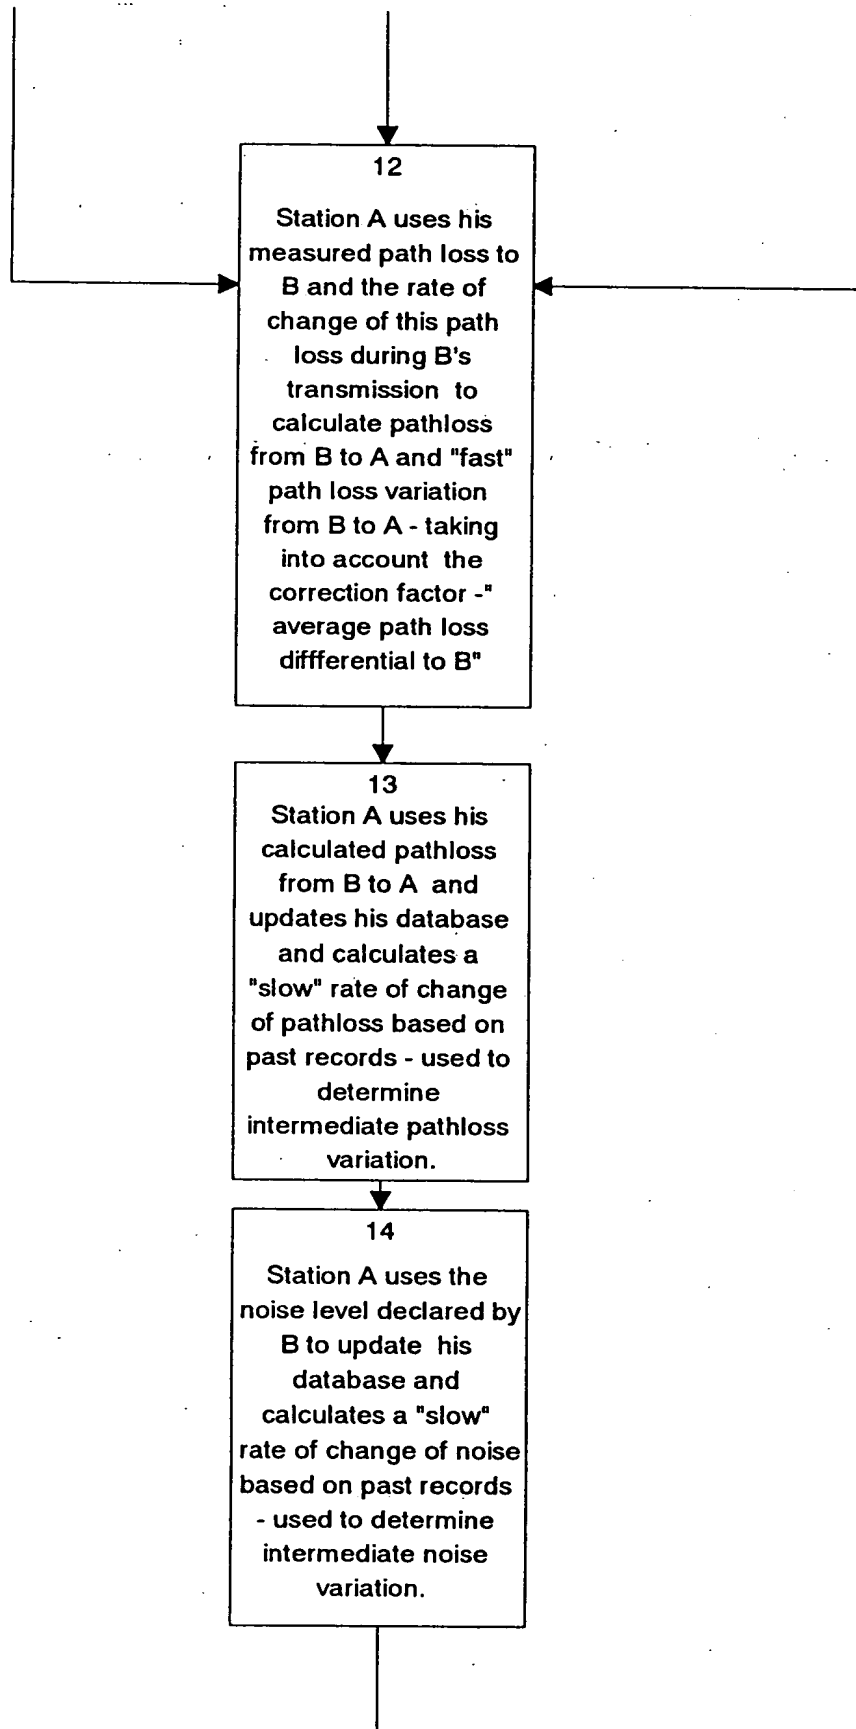 12
Station A uses his
measured path loss to
B and the rate of
change of this path
loss during B's
transmission to
calculate pathloss
from B to A and "fast"
path loss variation
from B to A - taking
into account the
correction factor -"
average path loss
diffferential to B"
13
Station A uses his
calculated pathloss
from B to A and
updates his database
and calculates a
"slow" rate of change
of pathloss based on
past records - used to
determine
intermediate pathloss
variation.
14
Station A uses the
noise level declared by
B to update his
database and
calculates a "slow"
rate of change of noise
based on past records
- used to determine
intermediate noise
variation.